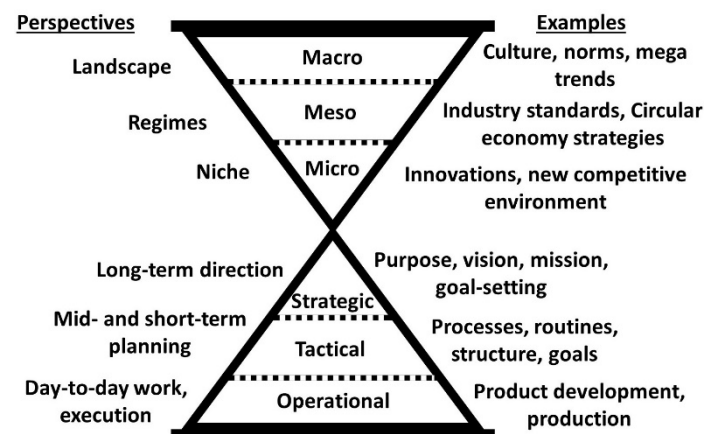 Perspectives
Examples
Landscape
Macro
Culture, norms, mega
trends
Regimes
Meso
Industry standards, Circular
economy strategies
Niche
Micro
Innovations, new competitive
environment
Long-term direction
Strategic
Purpose, vision, mission,
goal-setting
Mid- and short-term
planning
Tactical
Processes, routines,
structure, goals
Day-to-day work,
execution
Operational
Product development,
production